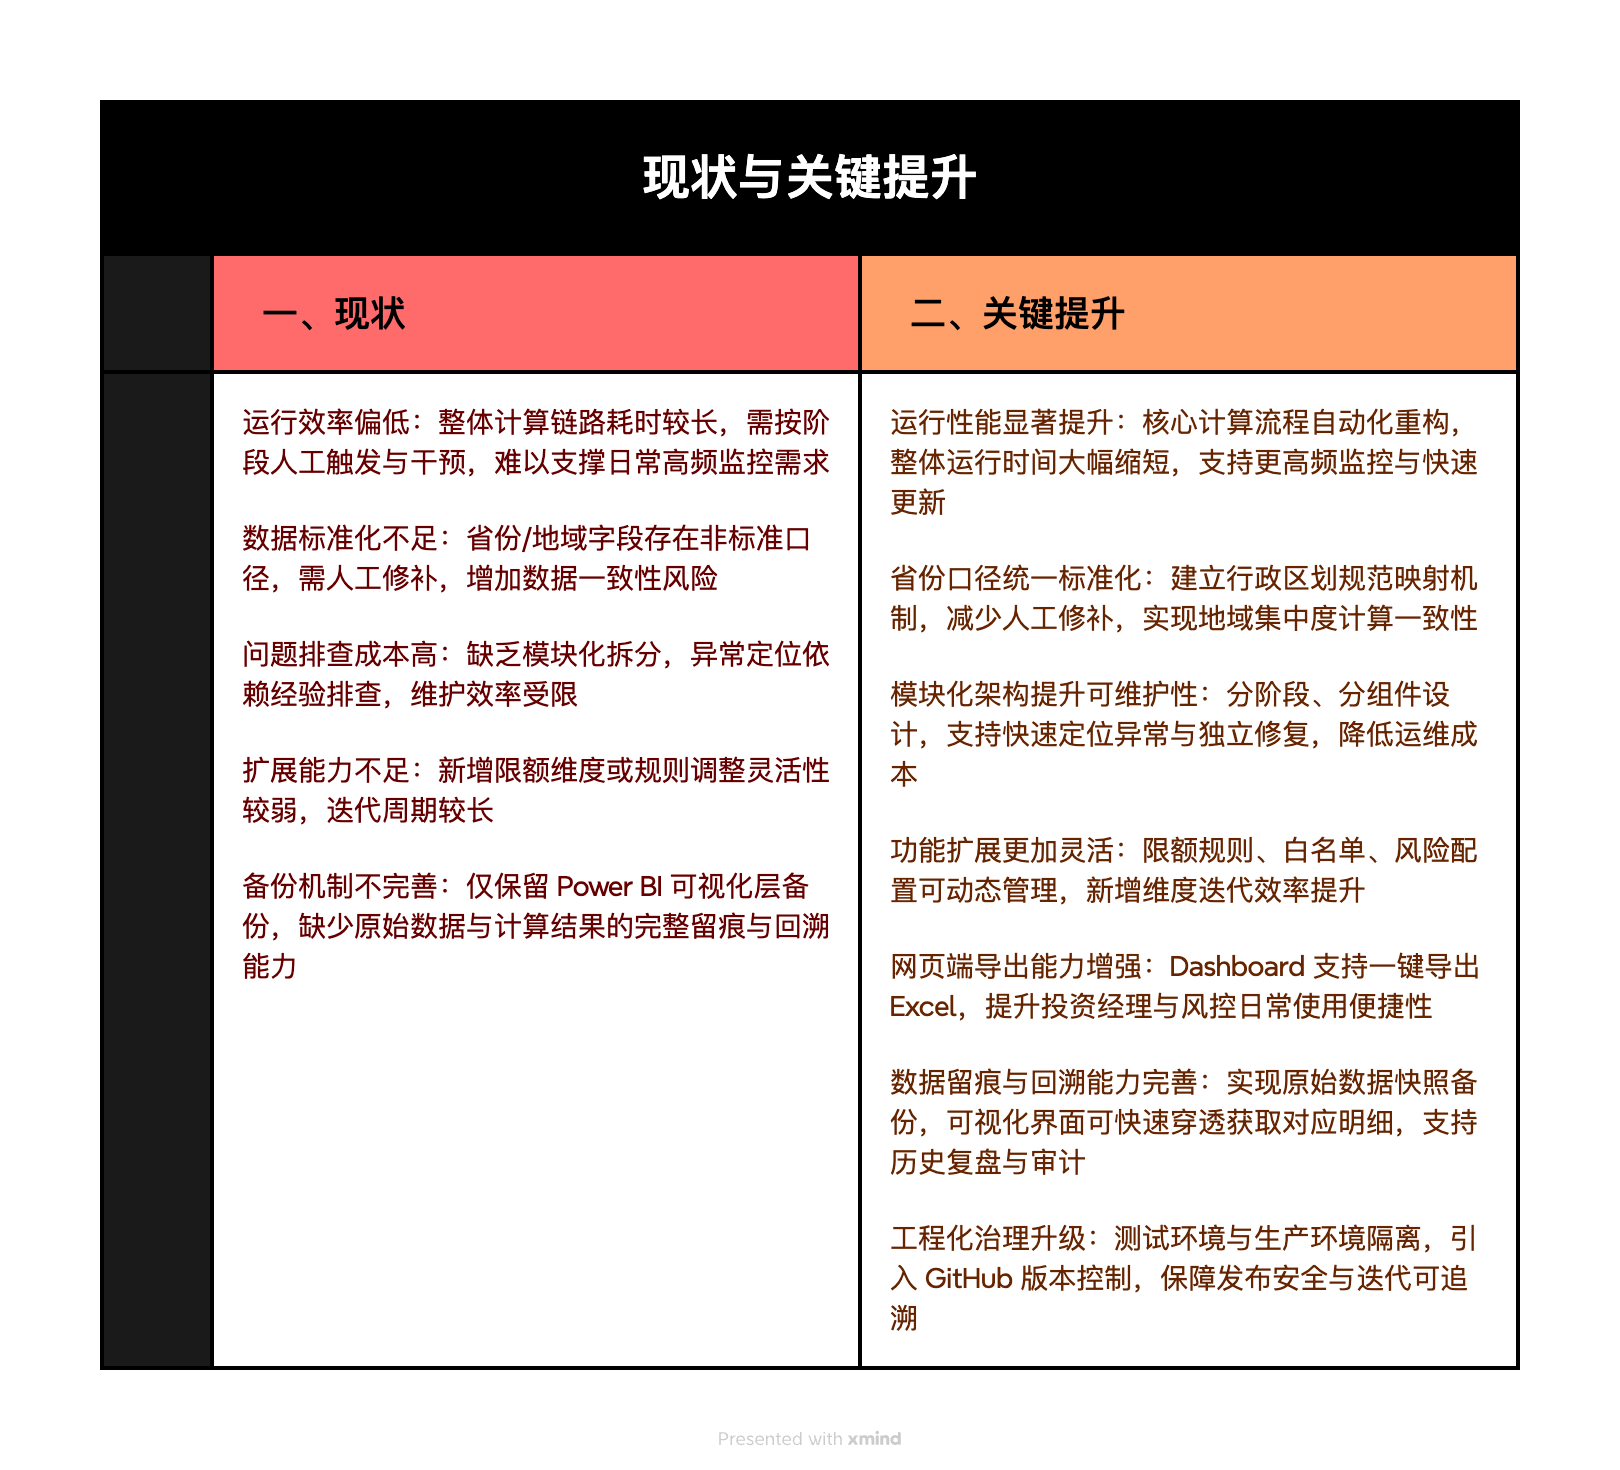 现状与关键提升
一、现状
二、关键提升
运行效率偏低：整体计算链路耗时较长，需按阶
段人工触发与干预，难以支撑日常高频监控需求
数据标准化不足：省份/地域字段存在非标准口
径，需人工修补，增加数据一致性风险
问题排查成本高：缺乏模块化拆分，异常定位依
赖经验排查，维护效率受限
扩展能力不足：新增限额维度或规则调整灵活性
较弱，迭代周期较长
备份机制不完善：仅保留 Power BI 可视化层备
份，缺少原始数据与计算结果的完整留痕与回溯
能力
运行性能显著提升：核心计算流程自动化重构，
整体运行时间大幅缩短，支持更高频监控与快速
更新
省份口径统一标准化：建立行政区划规范映射机
制，减少人工修补，实现地域集中度计算一致性
模块化架构提升可维护性：分阶段、分组件设
计，支持快速定位异常与独立修复，降低运维成
本
功能扩展更加灵活：限额规则、白名单、风险配
置可动态管理，新增维度迭代效率提升
网页端导出能力增强：Dashboard 支持一键导出
Excel，提升投资经理与风控日常使用便捷性
数据留痕与回溯能力完善：实现原始数据快照备
份，可视化界面可快速穿透获取对应明细，支持
历史复盘与审计
工程化治理升级：测试环境与生产环境隔离，引
入 GitHub 版本控制，保障发布安全与迭代可追
溯
Presented with xmind